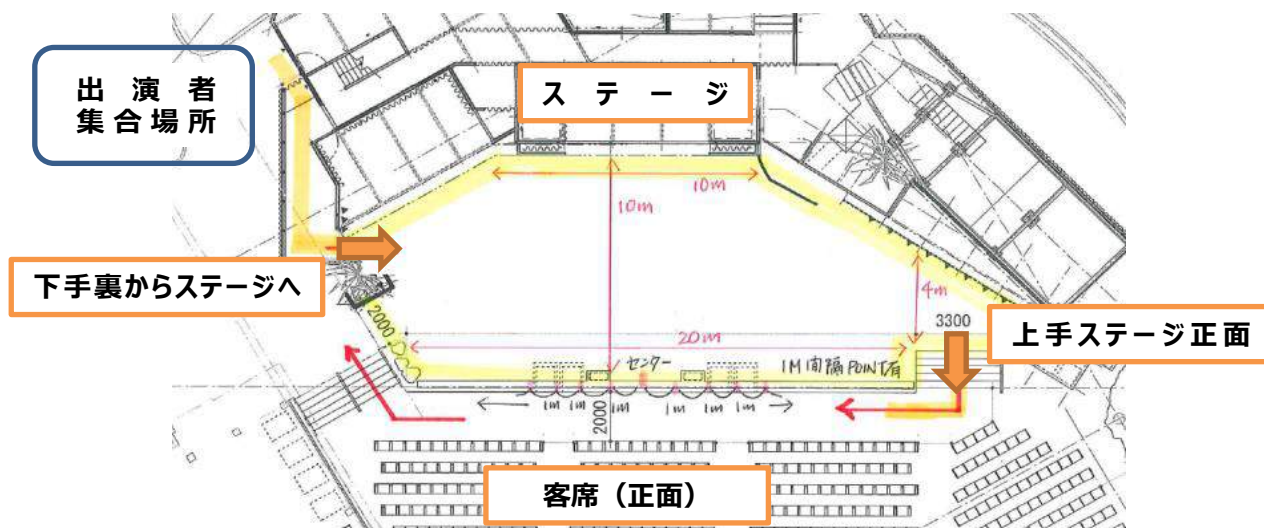 出演者
集合場所
ステージ
10m
10m
下手裏からステージへ
2000
4m
3300
上手ステージ正面
20m
センター
1M間隔POINT有
1m 1m 1m 1m 1m 1m
2000
客席（正面）